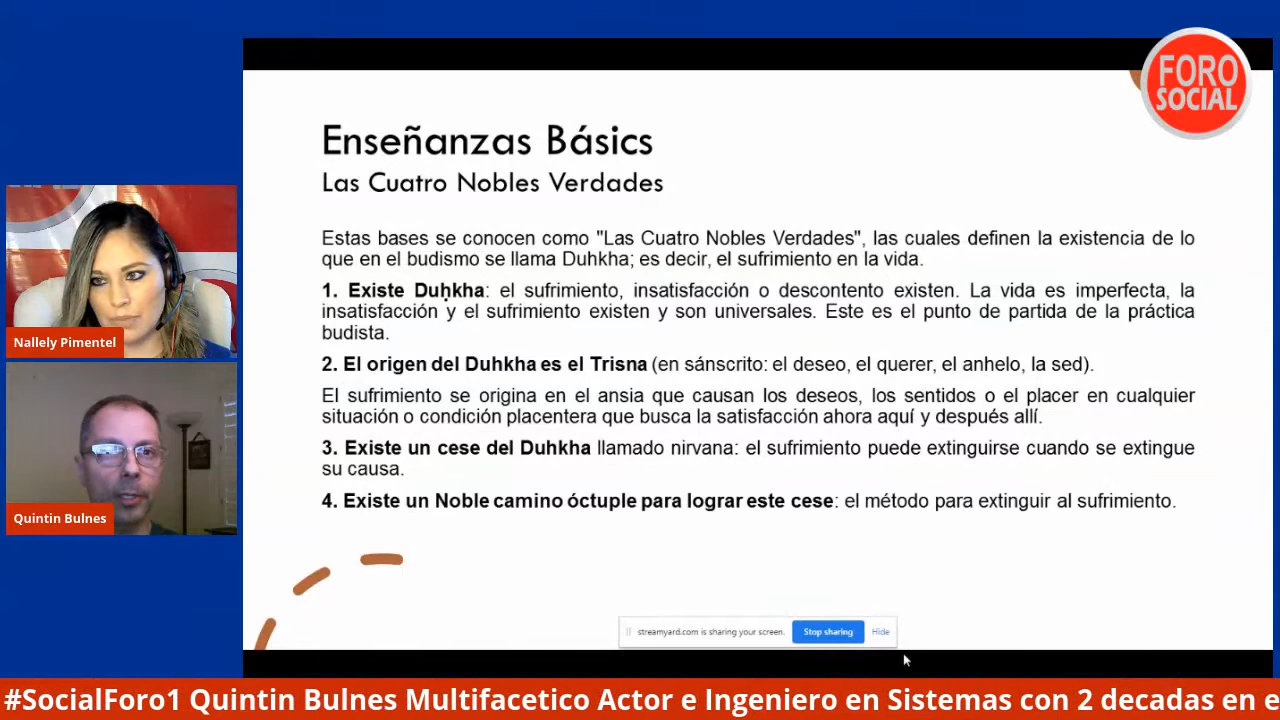 FORO
SOCIAL
Enseñanzas Básics
Las Cuatro Nobles Verdades
Estas bases se conocen como "Las Cuatro Nobles Verdades", las cuales definen la existencia de lo
que en el budismo se llama Duhkha; es decir, el sufrimiento en la vida.
1. Existe Duḥkha: el sufrimiento, insatisfacción o descontento existen. La vida es imperfecta, la
insatisfacción y el sufrimiento existen y son universales. Este es el punto de partida de la práctica
budista.
2. El origen del Duhkha es el Trisna (en sánscrito: el deseo, el querer, el anhelo, la sed).
El sufrimiento se origina en el ansia que causan los deseos, los sentidos o el placer en cualquier
situación o condición placentera que busca la satisfacción ahora aquí y después allí.
3. Existe un cese del Duhkha llamado nirvana: el sufrimiento puede extinguirse cuando se extingue
su causa.
4. Existe un Noble camino óctuple para lograr este cese: el método para extinguir al sufrimiento.
Nallely Pimentel
Quintin Bulnes
streamyard.com is sharing your screen. Stop sharing Hide
#SocialForo1 Quintin Bulnes Multifacetico Actor e Ingeniero en Sistemas con 2 decadas en e